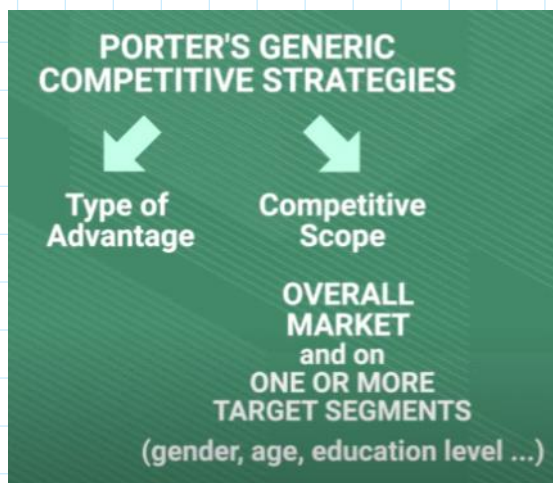 PORTER'S GENERIC
COMPETITIVE STRATEGIES
Type of
Advantage
Competitive
Scope
OVERALL
MARKET
and on
ONE OR MORE
TARGET SEGMENTS
(gender, age, education level ...)